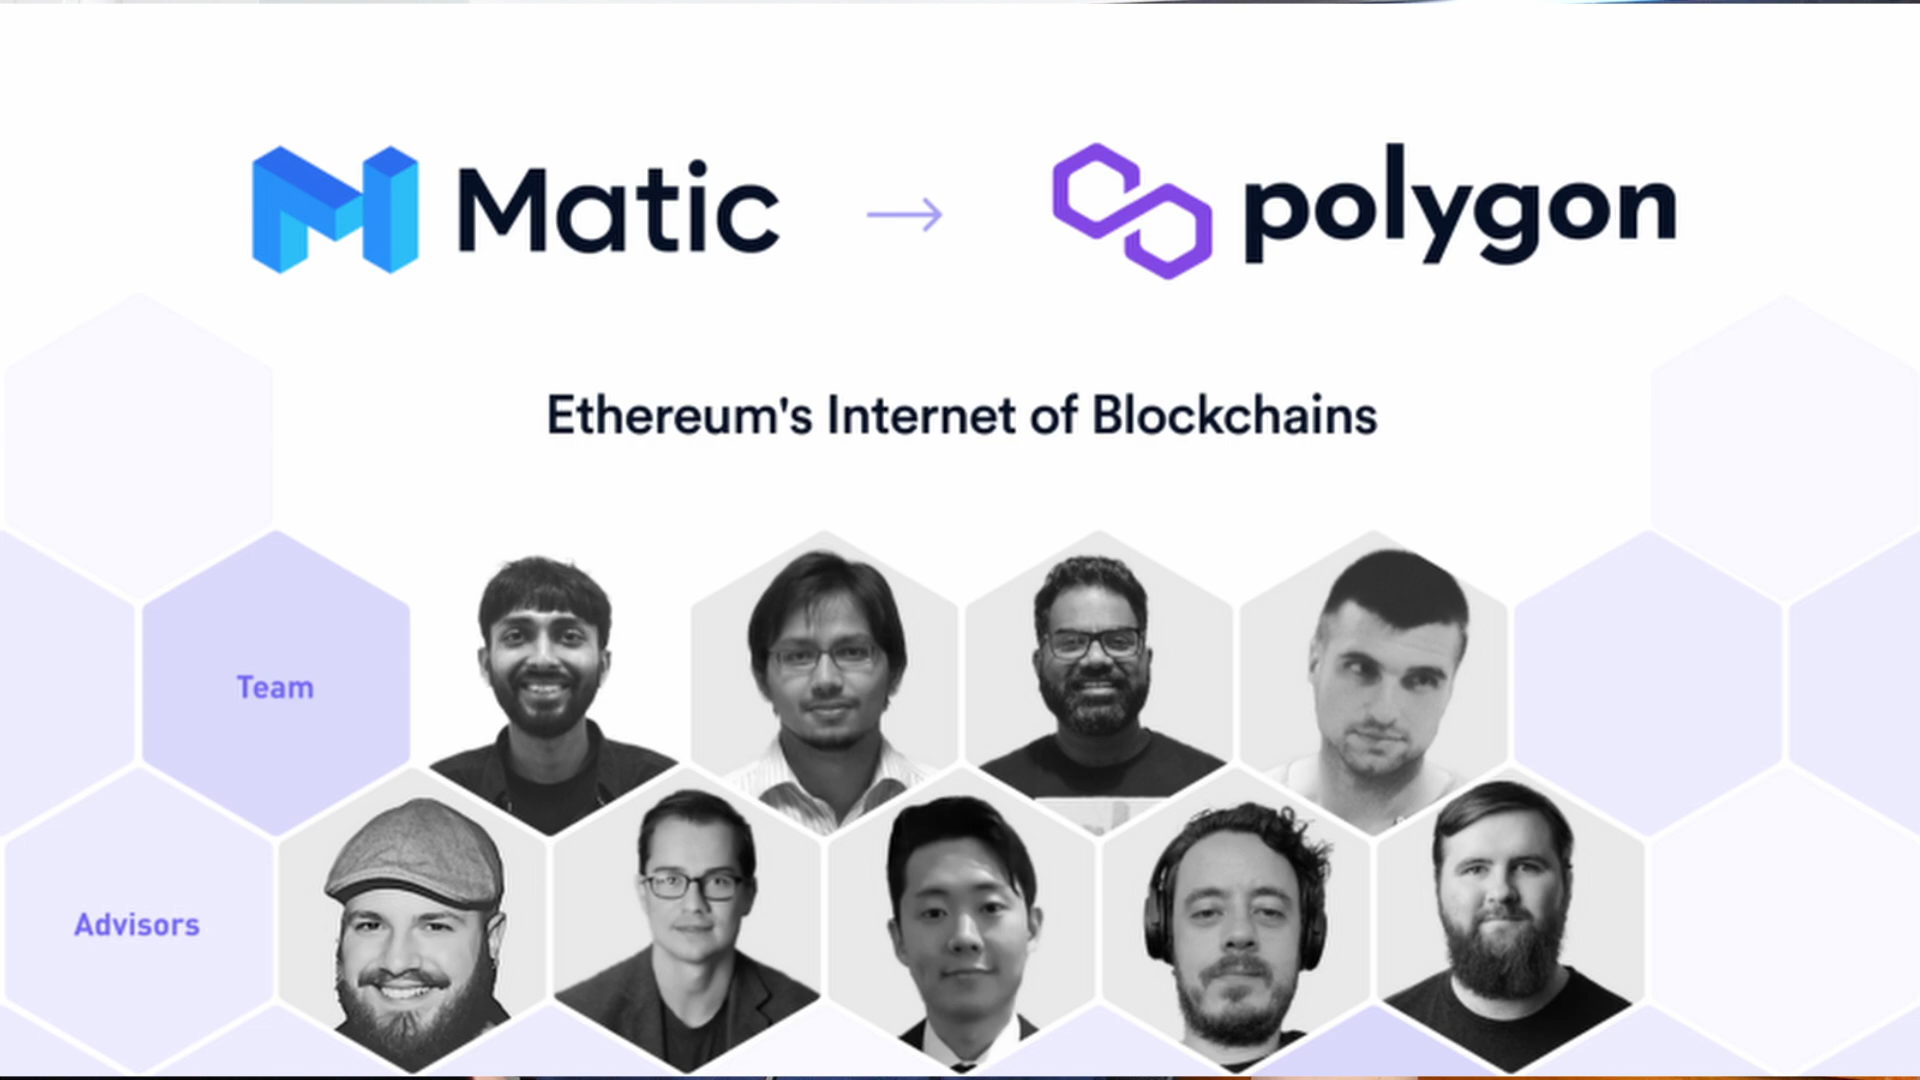 Matic → polygon
Ethereum's Internet of Blockchains
Team
Advisors